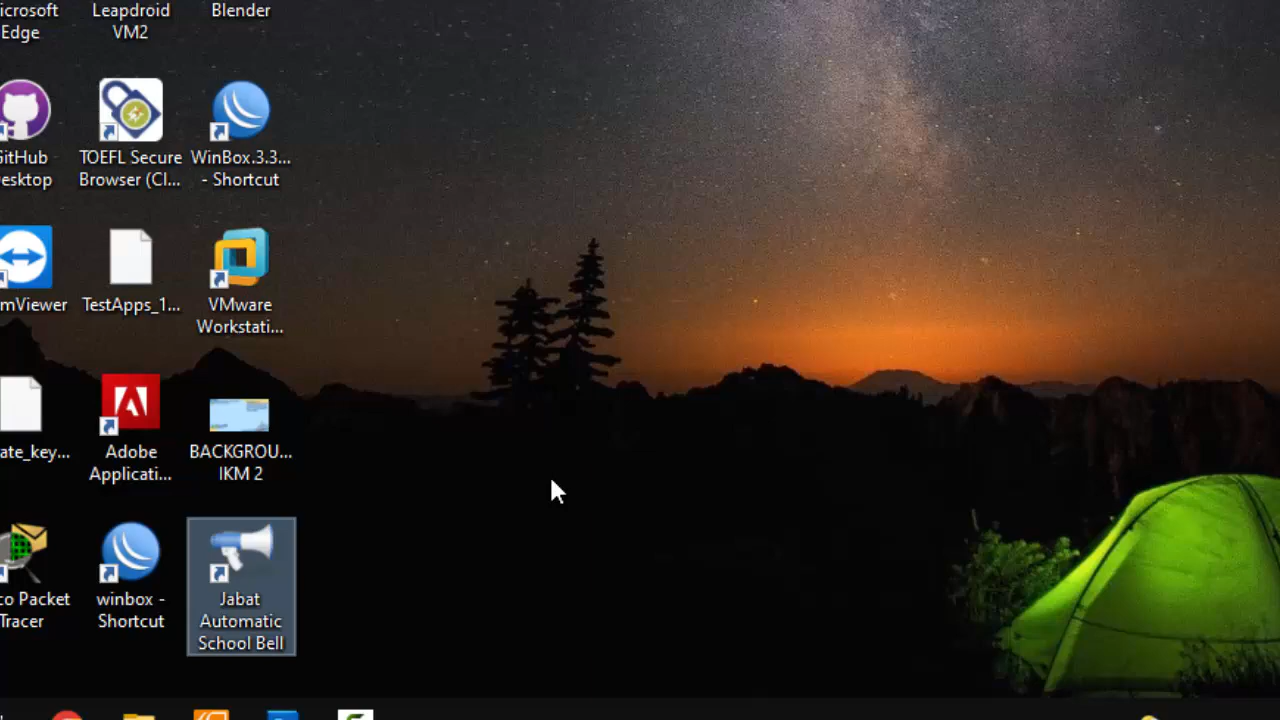 icrosoft
Edge
Leapdroid
VM2
Blender
GitHub
esktop
TOEFL Secure
Browser (Cl...
WinBox.3.3...
- Shortcut
mViewer
TestApps_1...
VMware
Workstati...
ate_key...
Adobe
Applicati...
BACKGROU...
IKM 2
co Packet
Tracer
winbox -
Shortcut
Jabat
Automatic
School Bell